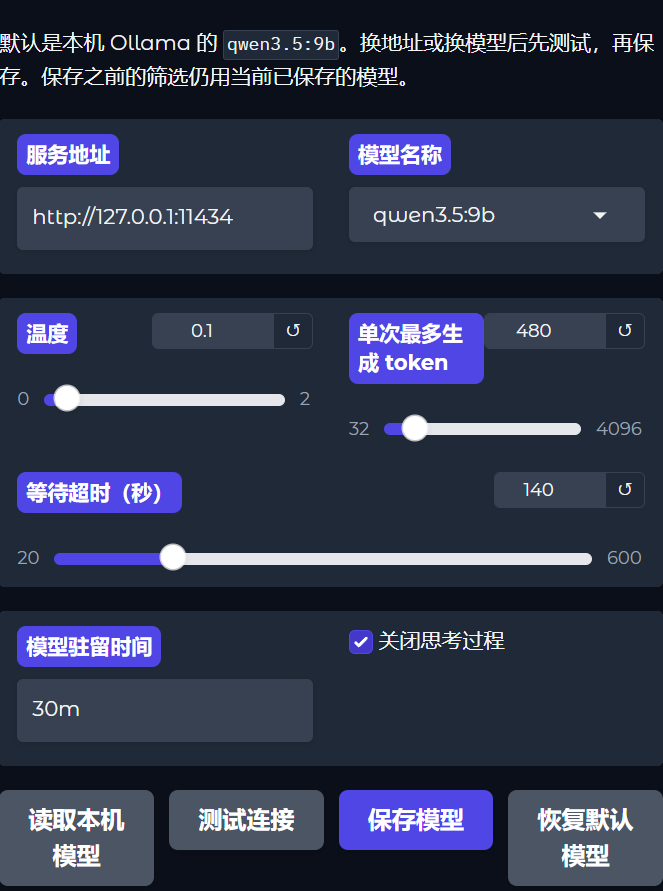 默认是本机 Ollama 的 qwen3.5:9b。换地址或换模型后先测试，再保
存。保存之前的筛选仍用当前已保存的模型。
服务地址
模型名称
http://127.0.0.1:11434
qwen3.5:9b
温度
0.1
↺
单次最多生
成 token
480
↺
0
2
32
4096
等待超时（秒）
140
↺
20
600
模型驻留时间
关闭思考过程
30m
读取本机
模型
测试连接
保存模型
恢复默认
模型